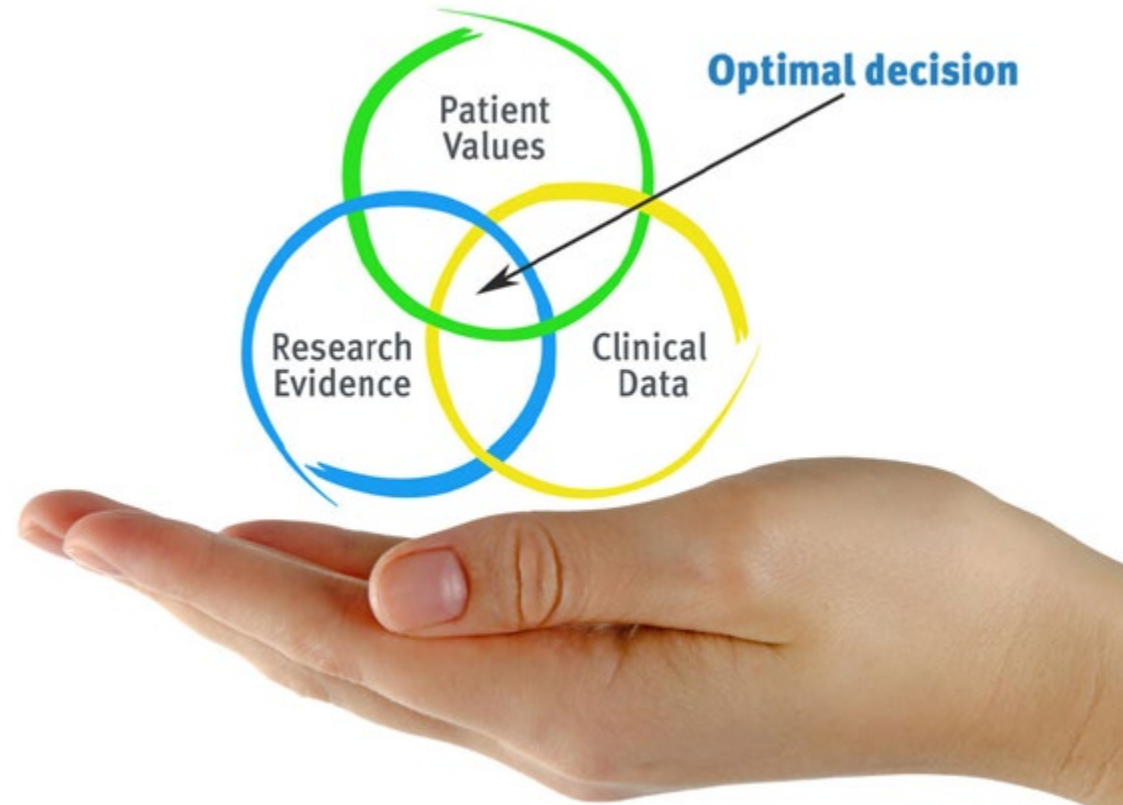 Optimal decision
Patient
Values
Research
Evidence
Clinical
Data